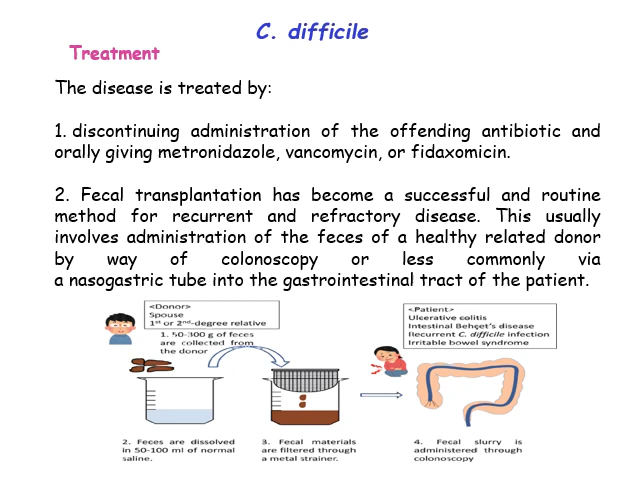 C. difficile
Treatment
The disease is treated by:
1. discontinuing administration of the offending antibiotic and
orally giving metronidazole, vancomycin, or fidaxomicin.
2. Fecal transplantation has become a successful and routine
method for recurrent and refractory disease. This usually
involves administration of the feces of a healthy related donor
by way of colonoscopy or less commonly via
a nasogastric tube into the gastrointestinal tract of the patient.
<Donor>
Spouse
1st or 2nd-degree relative
1. 50-300 g of feces
are collected from
the donor
<Patient>
Ulcerative colitis
Intestinal Behçet's disease
Recurrent C. difficile infection
Irritable bowel syndrome
2. Feces are dissolved
in 50-100 ml of normal
saline.
3. Fecal materials
are filtered through
a metal strainer.
4. Fecal slurry is
administered through
colonoscopy